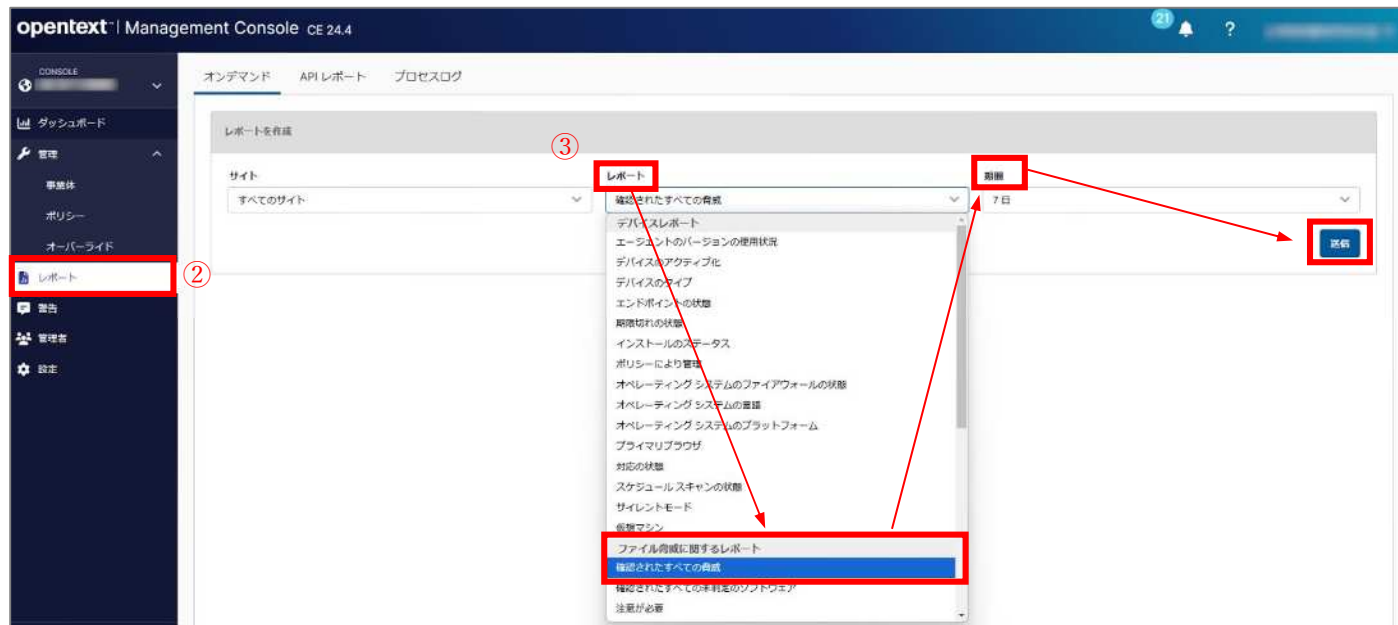 opentext™ | Management Console CE 24.4
21
?
CONSOLE
オンデマンド APIレポート プロセスログ
ダッシュボード
レポートを作成
管理
③
サイト
レポート
期間
事業体
すべてのサイト
確認されたすべての脅威
7日
ポリシー
デバイスレポート
オーバーライド
エージェントのバージョンの使用状況
送信
デバイスのアクティブ化
レポート
②
デバイスのタイプ
エンドポイントの状態
警告
期限切れの状態
管理者
インストールのステータス
設定
ポリシーにより管理
オペレーティング システムのファイアウォールの状態
オペレーティング システムの言語
オペレーティング システムのプラットフォーム
プライマリブラウザ
対応の状態
スケジュール スキャンの状態
サイレントモード
仮想マシン
ファイル脅威に関するレポート
確認されたすべての脅威
確認されたすべての未判定のソフトウェア
注意が必要